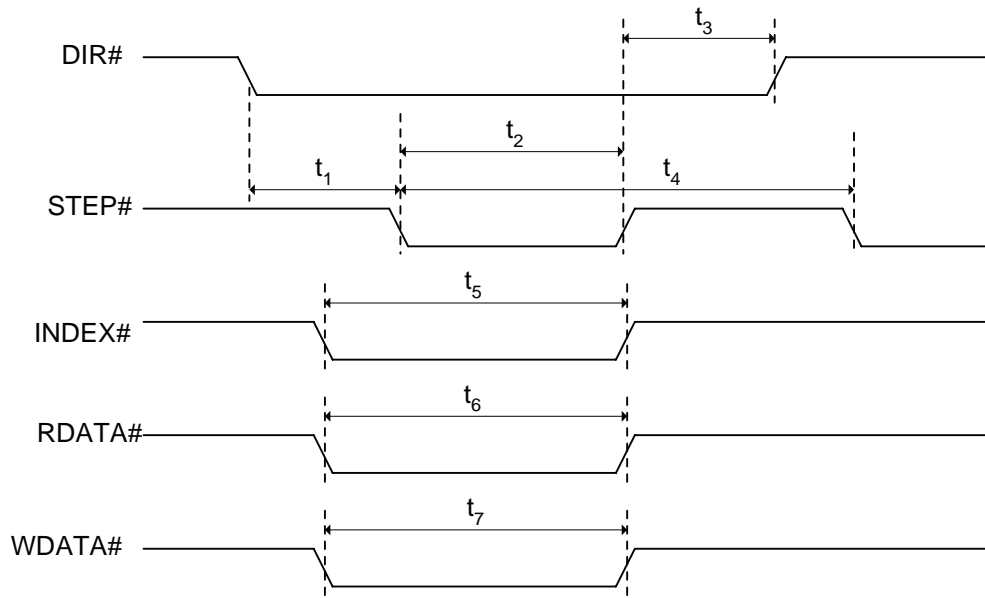 t3
DIR#
t2
t1
t4
STEP#
t5
INDEX#
t6
RDATA#
t7
WDATA#